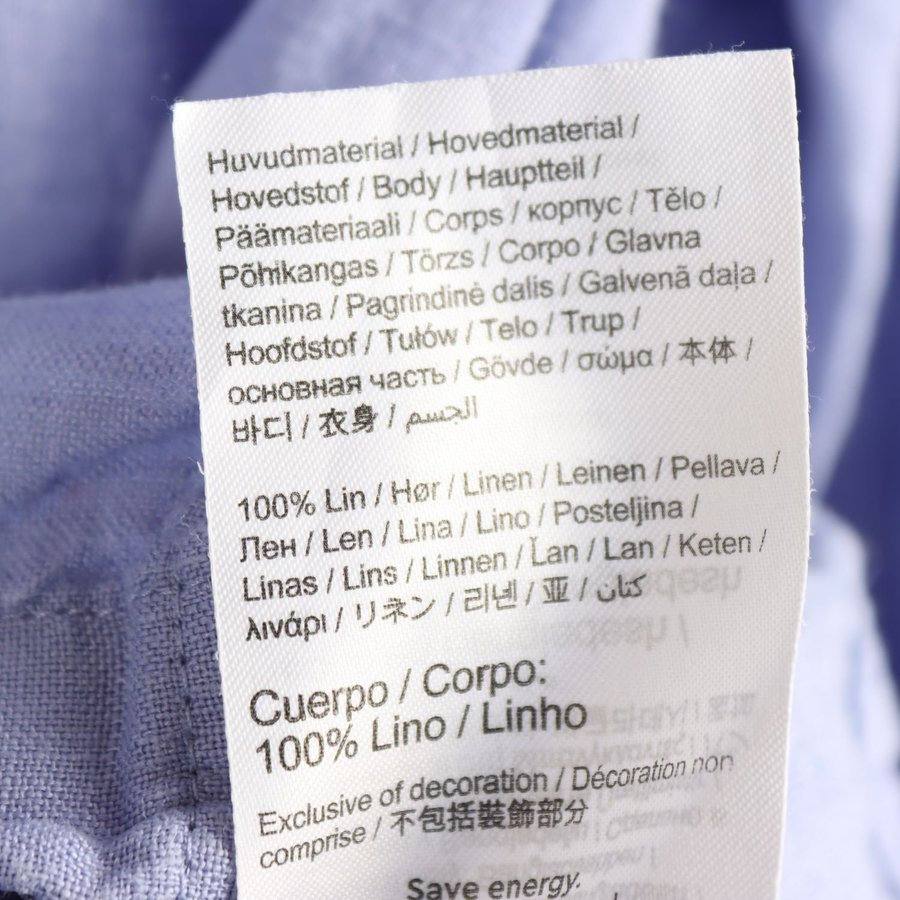 Huvudmaterial / Hovedmaterial /
Hovedstof / Body / Hauptteil /
Päämateriaali / Corps / корпус / Tělo /
Põhikangas / Törzs / Corpo / Glavna
tkanina / Pagrindinė dalis / Galvenā daļa /
Hoofdstof / Tułów / Telo / Trup /
основная часть / Gövde / σώμα / 本体 /
바디 / 衣身 / الجسم
100% Lin / Hør / Linen / Leinen / Pellava /
Лен / Len / Lina / Lino / Posteljina /
Linas / Lins / Linnen / Ľan / Lan / Keten /
λινάρι / リネン / 리넨 / 亚 / كتان
Cuerpo / Corpo:
100% Lino / Linho
Exclusive of decoration / Décoration non
comprise / 不包括裝飾部分
Save energy.